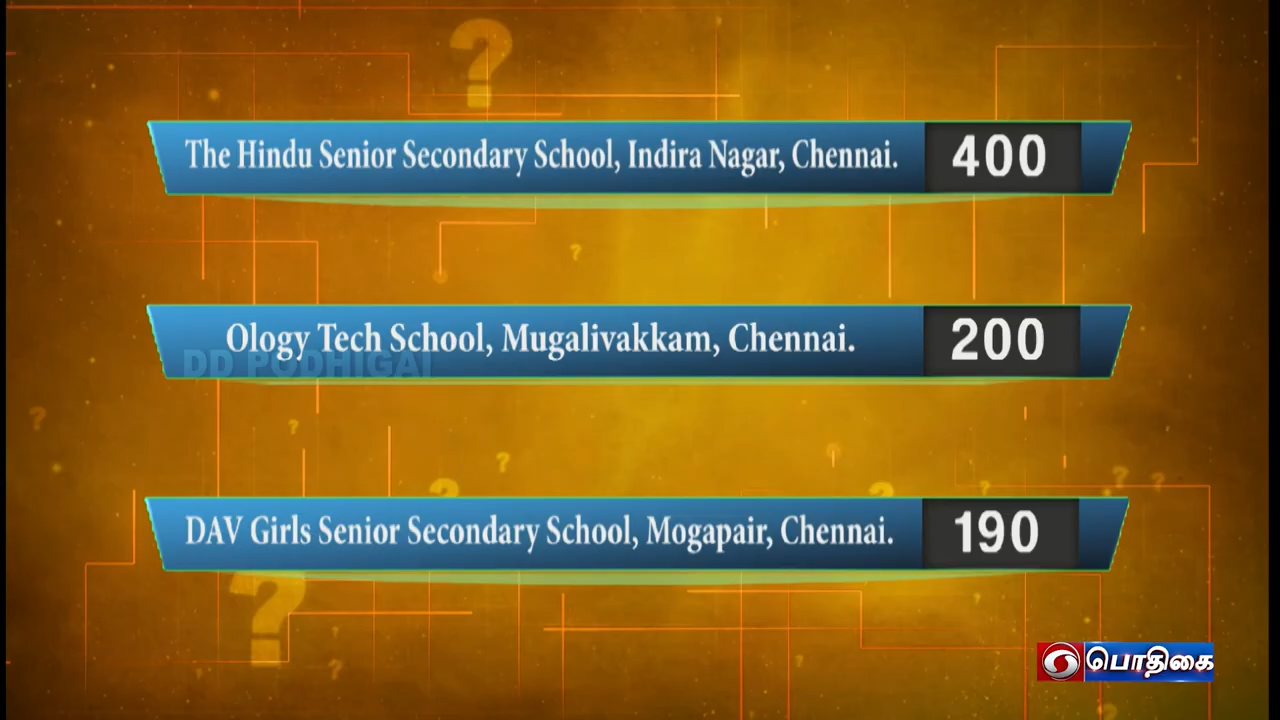 The Hindu Senior Secondary School, Indira Nagar, Chennai. 400
Ology Tech School, Mugalivakkam, Chennai. 200
DD PODHIGAI
DAV Girls Senior Secondary School, Mogapair, Chennai. 190
பொதிகை